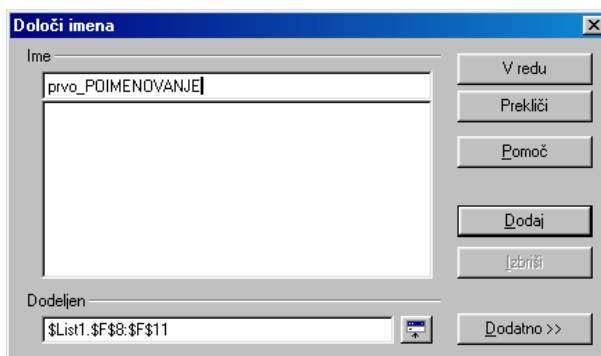 Določi imena
Ime
prvo_POIMENOVANJE
V redu
Prekliči
Pomoč
Dodaj
Izbriši
Dodeljen
$List1.$F$8:$F$11
Dodatno >>